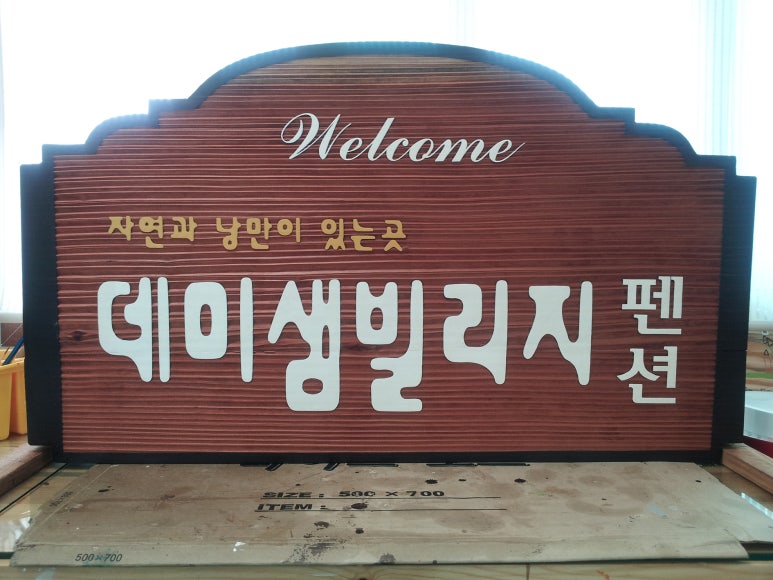 Welcome
자연과 낭만이 있는곳
데미샘빌리지 펜션
SIZE : 500 × 700
ITEM :
500×700